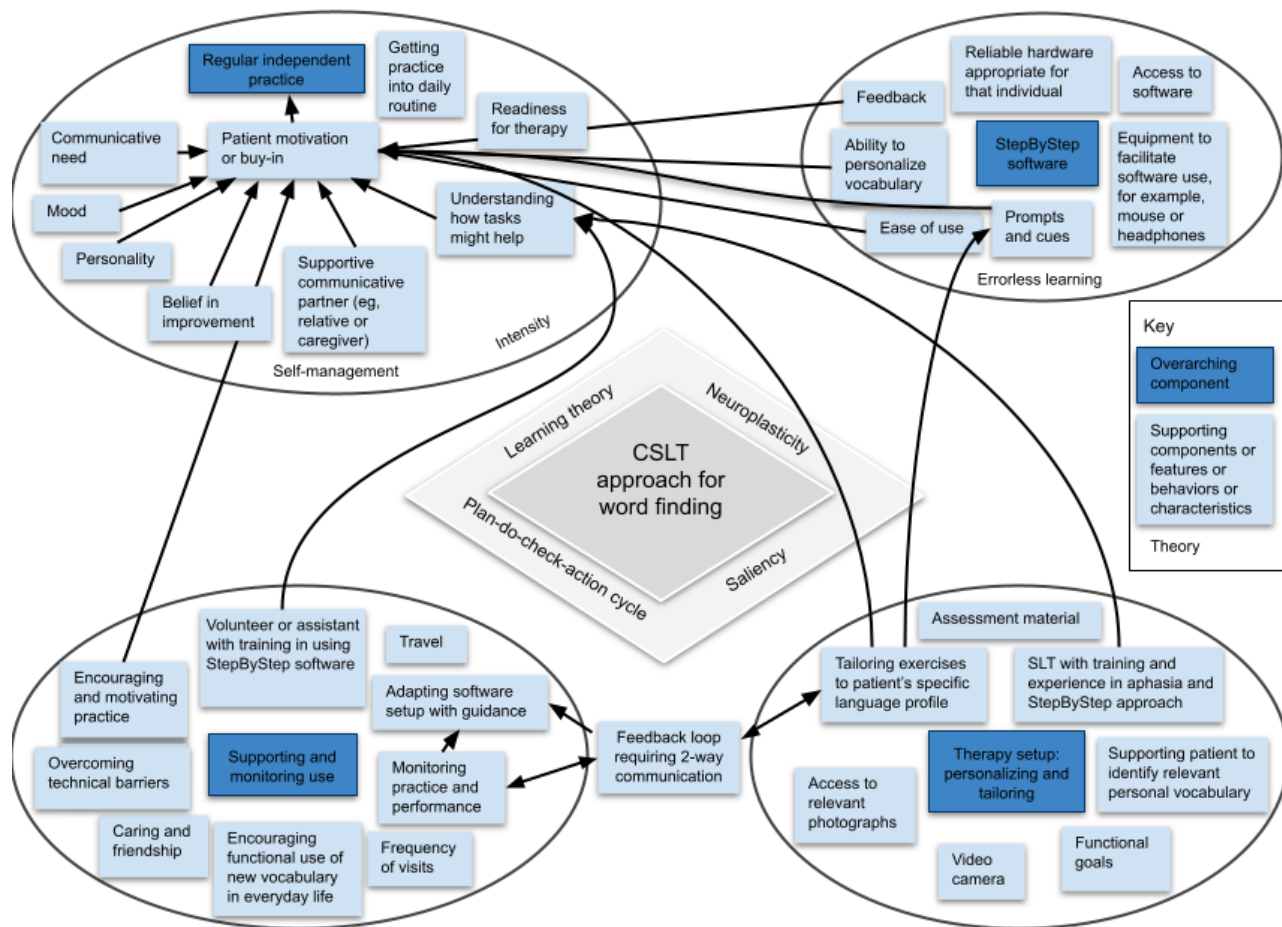 Regular independent
practice
Getting
practice
into daily
routine
Readiness
for therapy
Communicative
need
Patient motivation
or buy-in
Mood
Personality
Belief in
improvement
Supportive
communicative
partner (eg,
relative or
caregiver)
Understanding
how tasks
might help
Intensity
Self-management
Feedback
Reliable hardware
appropriate for
that individual
Access to
software
Ability to
personalize
vocabulary
StepByStep
software
Equipment to
facilitate
software use,
for example,
mouse or
headphones
Ease of use
Prompts
and cues
Errorless learning
Key
Overarching
component
Supporting
components or
features or
behaviors or
characteristics
Theory
Learning theory
Neuroplasticity
CSLT
approach for
word finding
Plan-do-check-action cycle
Saliency
Volunteer or assistant
with training in using
StepByStep software
Travel
Encouraging
and motivating
practice
Adapting software
setup with guidance
Overcoming
technical barriers
Supporting and
monitoring use
Monitoring
practice and
performance
Caring and
friendship
Encouraging
functional use of
new vocabulary
in everyday life
Frequency
of visits
Feedback loop
requiring 2-way
communication
Assessment material
Tailoring exercises
to patient's specific
language profile
SLT with training and
experience in aphasia and
StepByStep approach
Therapy setup:
personalizing and
tailoring
Supporting patient to
identify relevant
personal vocabulary
Access to
relevant
photographs
Video
camera
Functional
goals